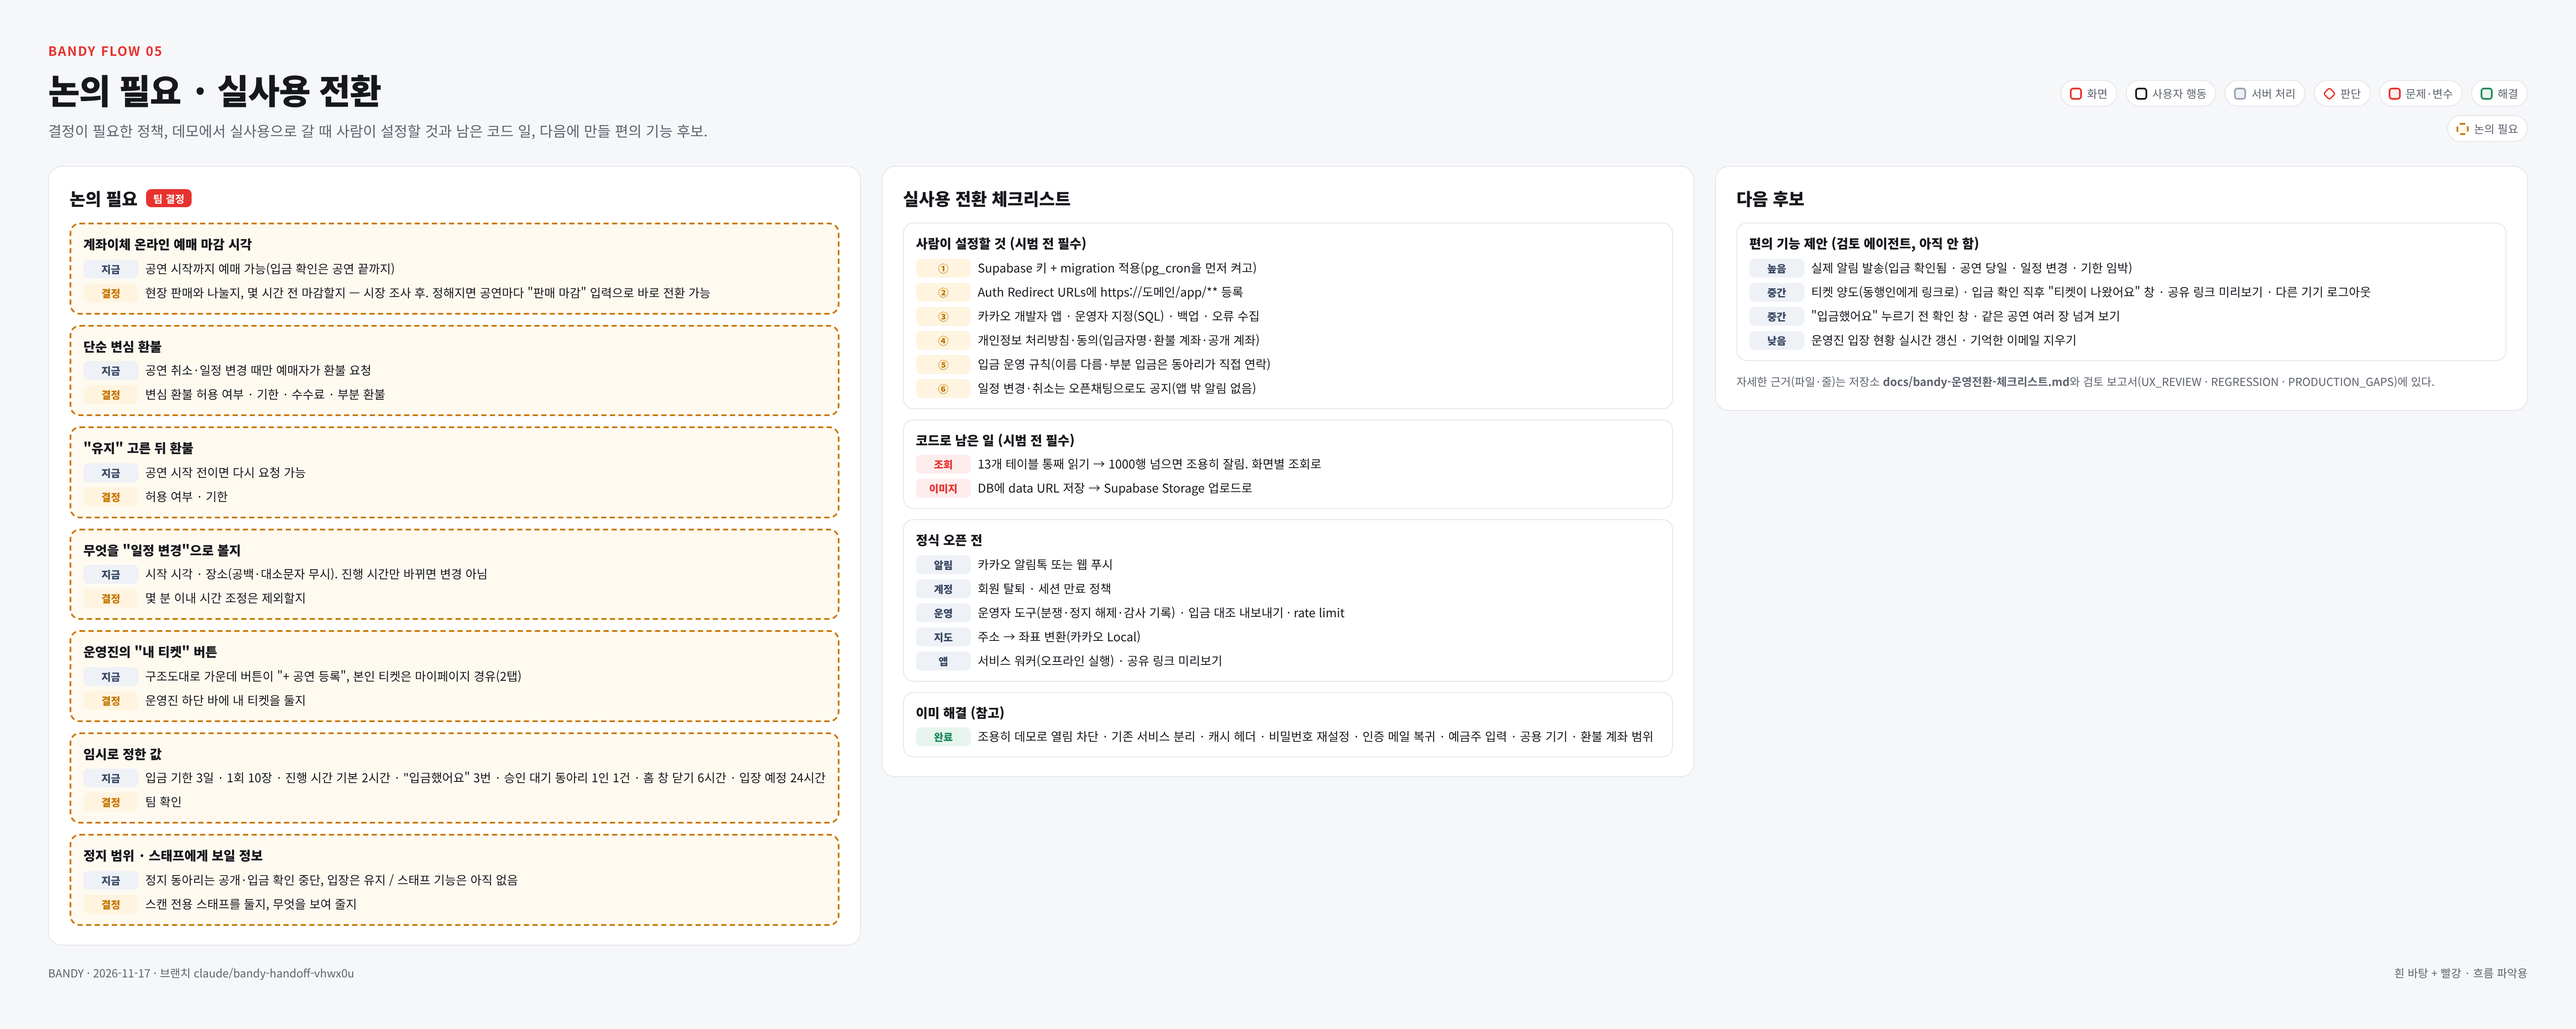 BANDY FLOW 05
논의 필요 · 실사용 전환
결정이 필요한 정책, 데모에서 실사용으로 갈 때 사람이 설정할 것과 남은 코드 일, 다음에 만들 편의 기능 후보.
화면
사용자 행동
서버 처리
판단
문제·변수
해결
논의 필요
논의 필요 팀 결정
계좌이체 온라인 예매 마감 시각
지금 공연 시작까지 예매 가능(입금 확인은 공연 끝까지)
결정 현장 판매와 나눌지, 몇 시간 전 마감할지 — 시장 조사 후. 정해지면 공연마다 "판매 마감" 입력으로 바로 전환 가능
단순 변심 환불
지금 공연 취소·일정 변경 때만 예매자가 환불 요청
결정 변심 환불 허용 여부 · 기한 · 수수료 · 부분 환불
"유지" 고른 뒤 환불
지금 공연 시작 전이면 다시 요청 가능
결정 허용 여부 · 기한
무엇을 "일정 변경"으로 볼지
지금 시작 시각 · 장소(공백·대소문자 무시). 진행 시간만 바뀌면 변경 아님
결정 몇 분 이내 시간 조정은 제외할지
운영진의 "내 티켓" 버튼
지금 구조도대로 가운데 버튼이 "+ 공연 등록", 본인 티켓은 마이페이지 경유(2탭)
결정 운영진 하단 바에 내 티켓을 둘지
임시로 정한 값
지금 입금 기한 3일 · 1회 10장 · 진행 시간 기본 2시간 · "입금했어요" 3번 · 승인 대기 동아리 1인 1건 · 홈 창 닫기 6시간 · 입장 예정 24시간
결정 팀 확인
정지 범위 · 스태프에게 보일 정보
지금 정지 동아리는 공개·입금 확인 중단, 입장은 유지 / 스태프 기능은 아직 없음
결정 스캔 전용 스태프를 둘지, 무엇을 보여 줄지
실사용 전환 체크리스트
사람이 설정할 것 (시범 전 필수)
① Supabase 키 + migration 적용(pg_cron을 먼저 켜고)
② Auth Redirect URLs에 https://도메인/app/** 등록
③ 카카오 개발자 앱 · 운영자 지정(SQL) · 백업 · 오류 수집
④ 개인정보 처리방침·동의(입금자명·환불 계좌·공개 계좌)
⑤ 입금 운영 규칙(이름 다름·부분 입금은 동아리가 직접 연락)
⑥ 일정 변경·취소는 오픈채팅으로도 공지(앱 밖 알림 없음)
코드로 남은 일 (시범 전 필수)
조회 13개 테이블 통째 읽기 → 1000행 넘으면 조용히 잘림. 화면별 조회로
이미지 DB에 data URL 저장 → Supabase Storage 업로드로
정식 오픈 전
알림 카카오 알림톡 또는 웹 푸시
계정 회원 탈퇴 · 세션 만료 정책
운영 운영자 도구(분쟁·정지 해제·감사 기록) · 입금 대조 내보내기 · rate limit
지도 주소 → 좌표 변환(카카오 Local)
앱 서비스 워커(오프라인 실행) · 공유 링크 미리보기
이미 해결 (참고)
완료 조용히 데모로 열림 차단 · 기존 서비스 분리 · 캐시 헤더 · 비밀번호 재설정 · 인증 메일 복귀 · 예금주 입력 · 공용 기기 · 환불 계좌 범위
다음 후보
편의 기능 제안 (검토 에이전트, 아직 안 함)
높음 실제 알림 발송(입금 확인됨 · 공연 당일 · 일정 변경 · 기한 임박)
중간 티켓 양도(동행인에게 링크로) · 입금 확인 직후 "티켓이 나왔어요" 창 · 공유 링크 미리보기 · 다른 기기 로그아웃
중간 "입금했어요" 누르기 전 확인 창 · 같은 공연 여러 장 넘겨 보기
낮음 운영진 입장 현황 실시간 갱신 · 기억한 이메일 지우기
자세한 근거(파일·줄)는 저장소 docs/bandy-운영전환-체크리스트.md와 검토 보고서(UX_REVIEW · REGRESSION · PRODUCTION_GAPS)에 있다.
BANDY · 2026-11-17 · 브랜치 claude/bandy-handoff-vhwx0u
흰 바탕 + 빨강 · 흐름 파악용